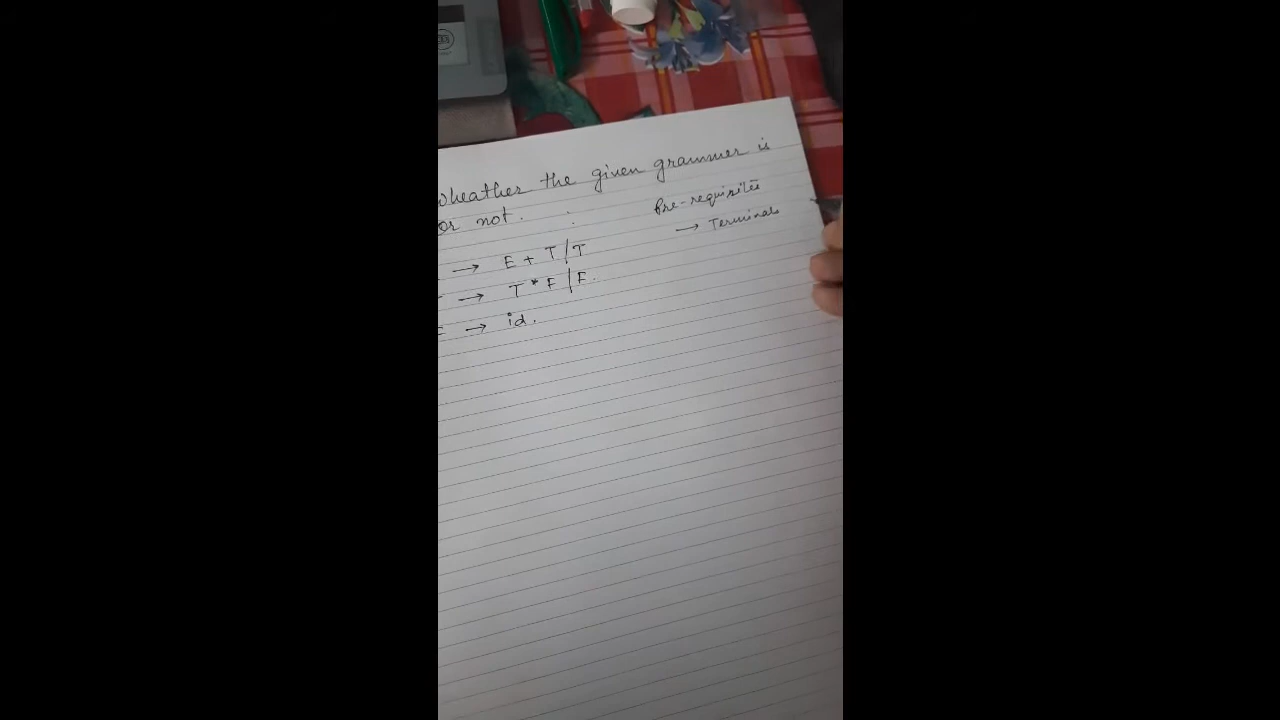 Wheather the given grammer is
or not. :
Pre-requisites
→ Terminals
→ E + T / T
→ T * F / F.
→ id.